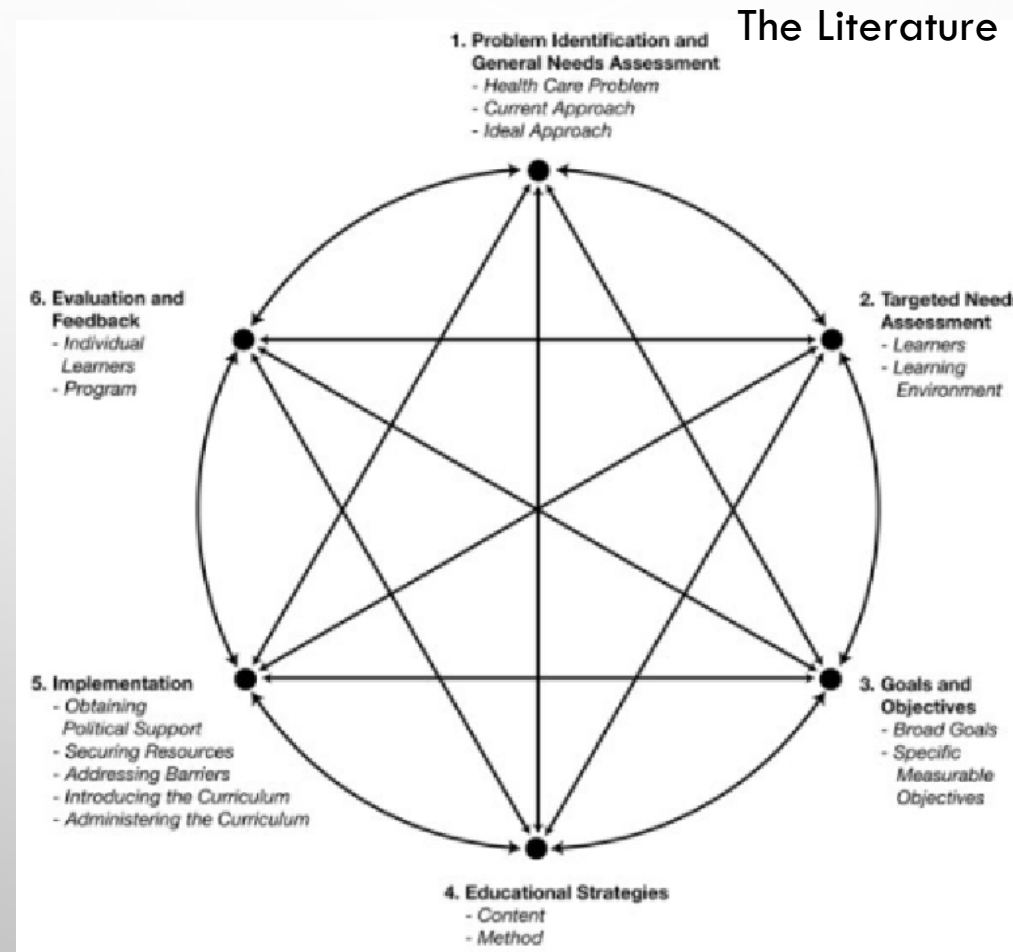 The Literature
1. Problem Identification and
General Needs Assessment
- Health Care Problem
- Current Approach
- Ideal Approach
2. Targeted Need
Assessment
- Learners
- Learning
Environment
3. Goals and
Objectives
- Broad Goals
- Specific
Measurable
Objectives
4. Educational Strategies
- Content
- Method
5. Implementation
- Obtaining
Political Support
- Securing Resources
- Addressing Barriers
- Introducing the Curriculum
- Administering the Curriculum
6. Evaluation and
Feedback
- Individual
Learners
- Program